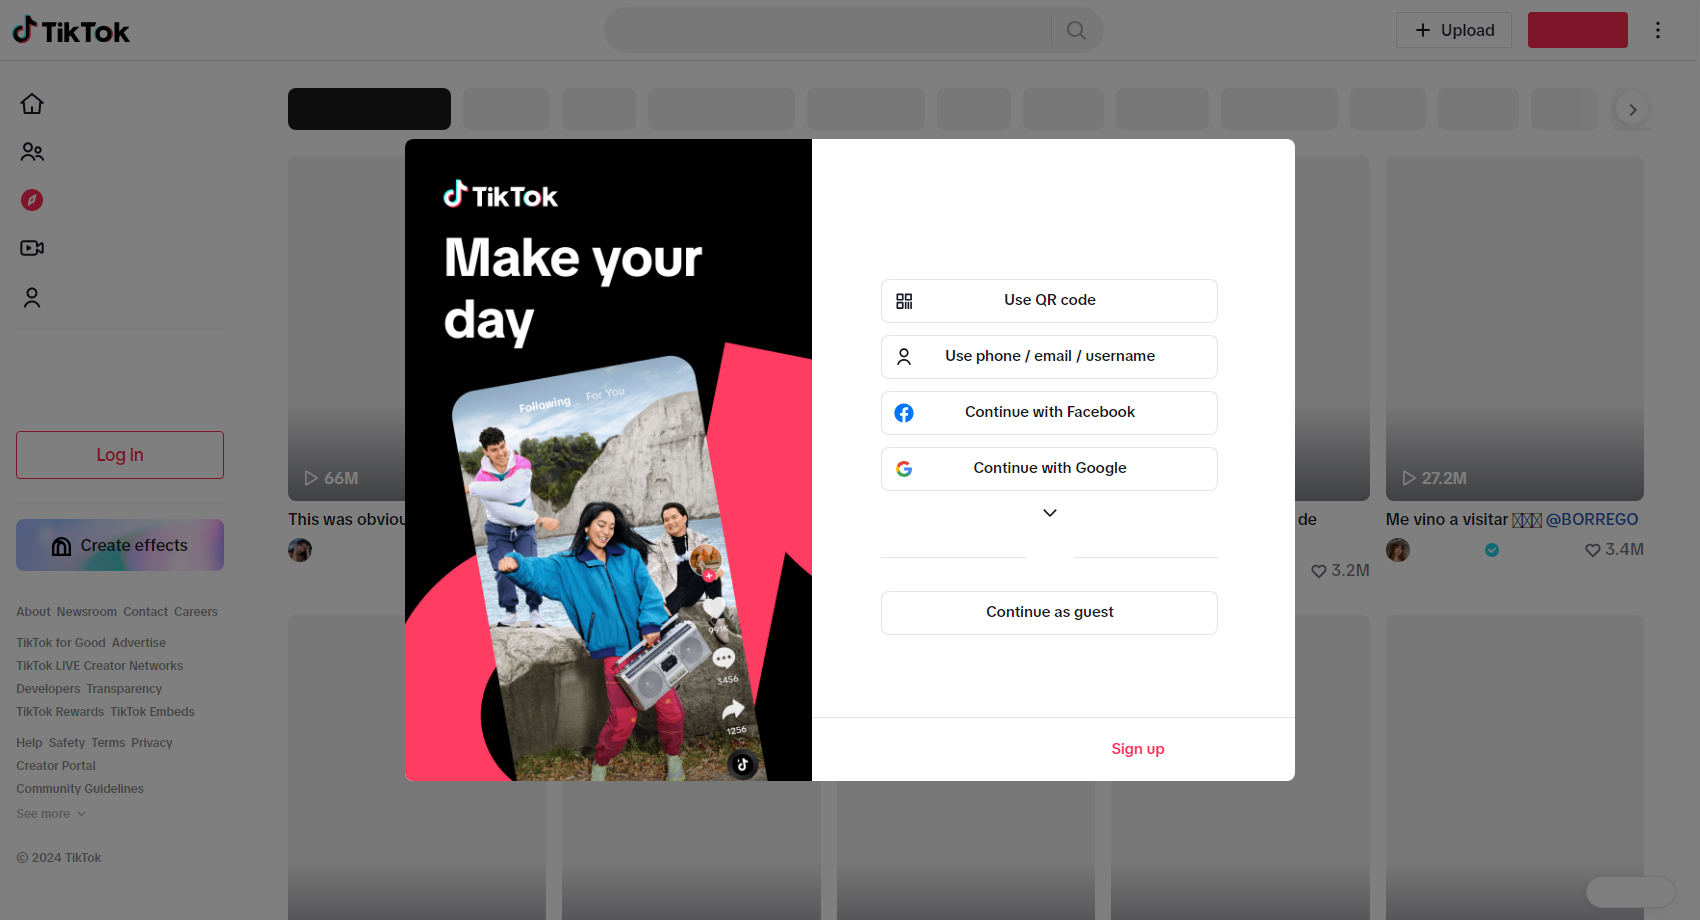 TikTok
Upload
Log in
Create effects
About Newsroom Contact Careers
TikTok for Good Advertise
TikTok LIVE Creator Networks
Developers Transparency
TikTok Rewards TikTok Embeds
Help Safety Terms Privacy
Creator Portal
Community Guidelines
See more
© 2024 TikTok
66M
This was obviou
TikTok
Make your
day
Following For You
991K
3456
1256
Use QR code
Use phone / email / username
Continue with Facebook
Continue with Google
Continue as guest
Sign up
de
3.2M
27.2M
Me vino a visitar @BORREGO
3.4M